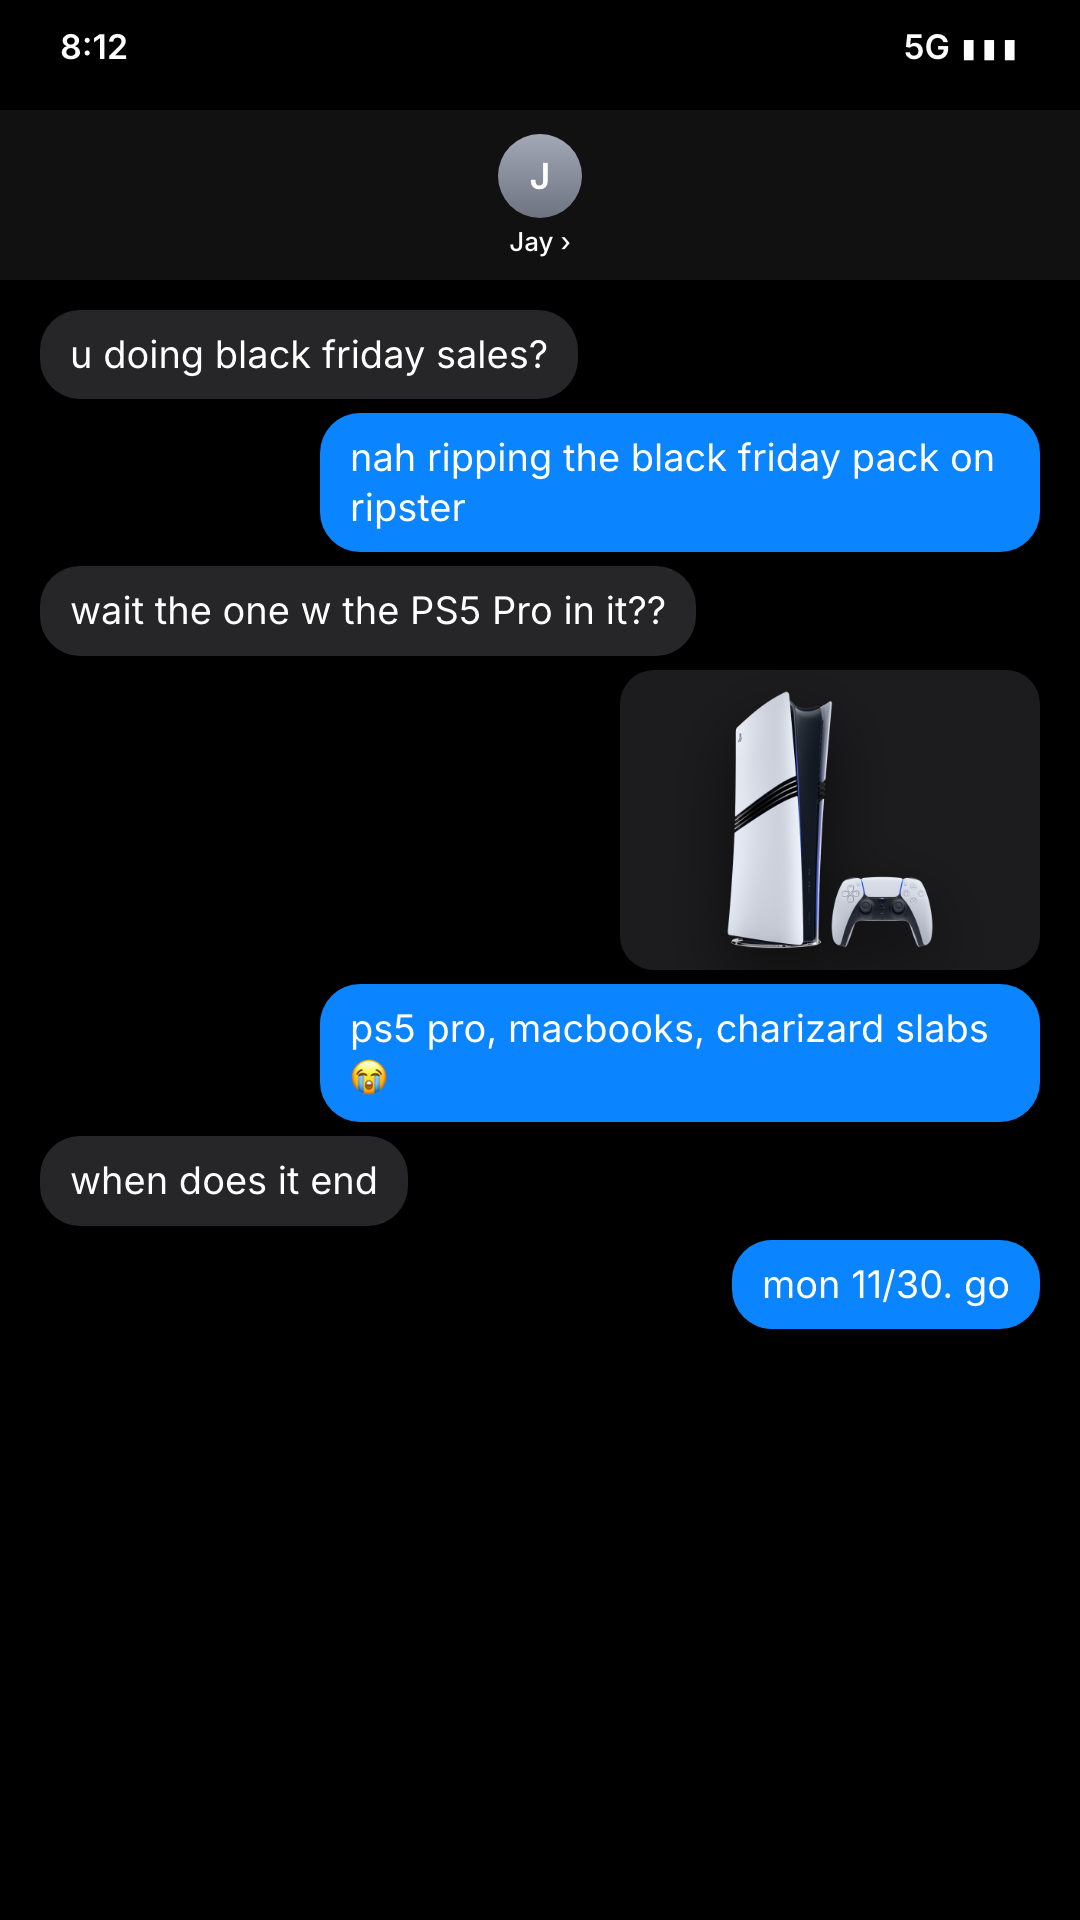 8:12
5G
J
Jay ›
u doing black friday sales?
nah ripping the black friday pack on
ripster
wait the one w the PS5 Pro in it??
ps5 pro, macbooks, charizard slabs
😭
when does it end
mon 11/30. go